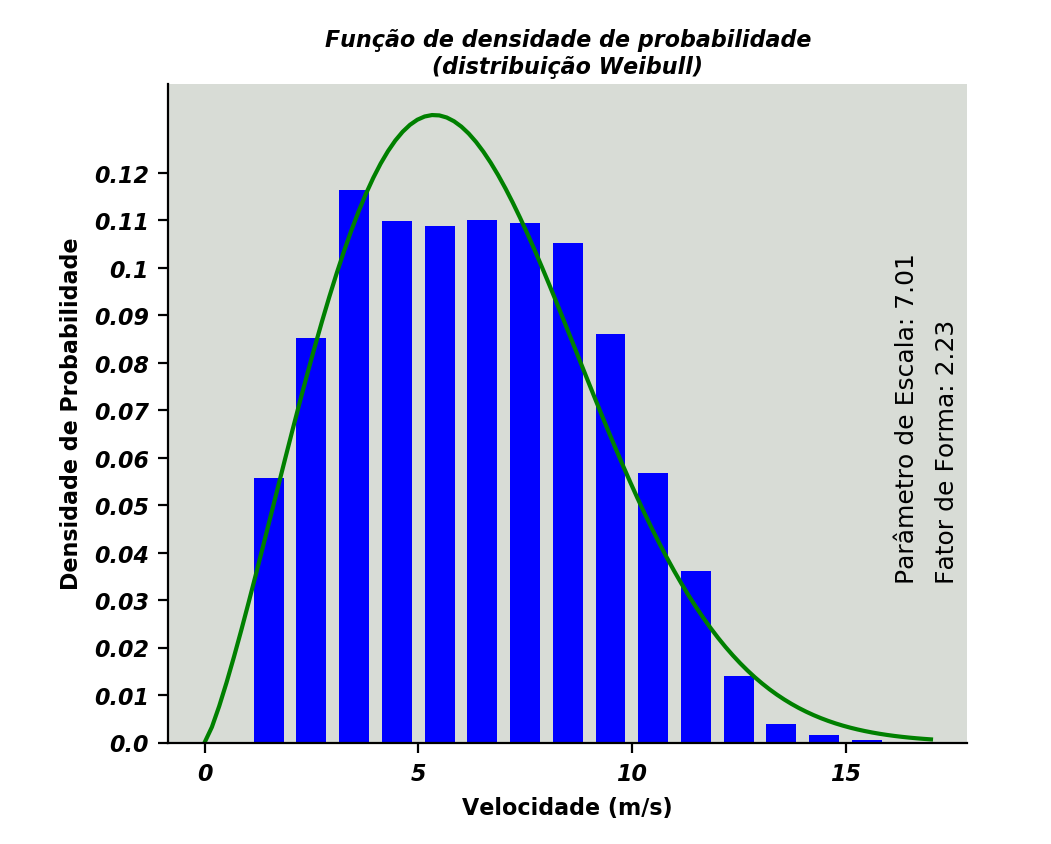 Função de densidade de probabilidade
(distribuição Weibull)
Densidade de Probabilidade
0.12
0.11
0.1
0.09
0.08
0.07
0.06
0.05
0.04
0.03
0.02
0.01
0.0
Parâmetro de Escala: 7.01
Fator de Forma: 2.23
0
5
10
15
Velocidade (m/s)